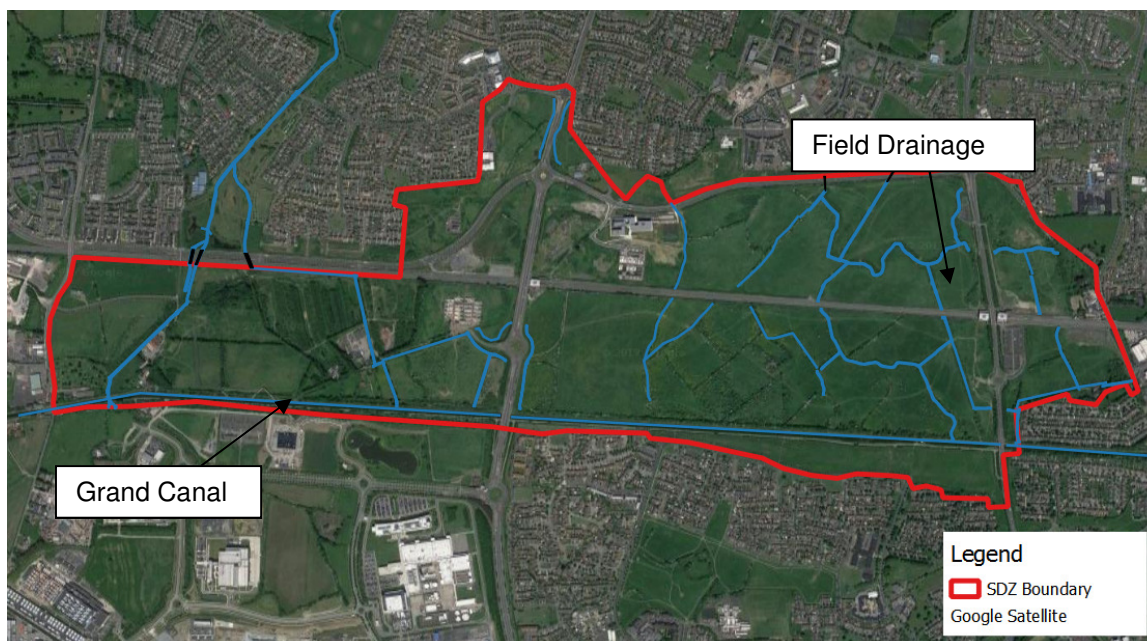 Field Drainage
Grand Canal
Legend
SDZ Boundary
Google Satellite